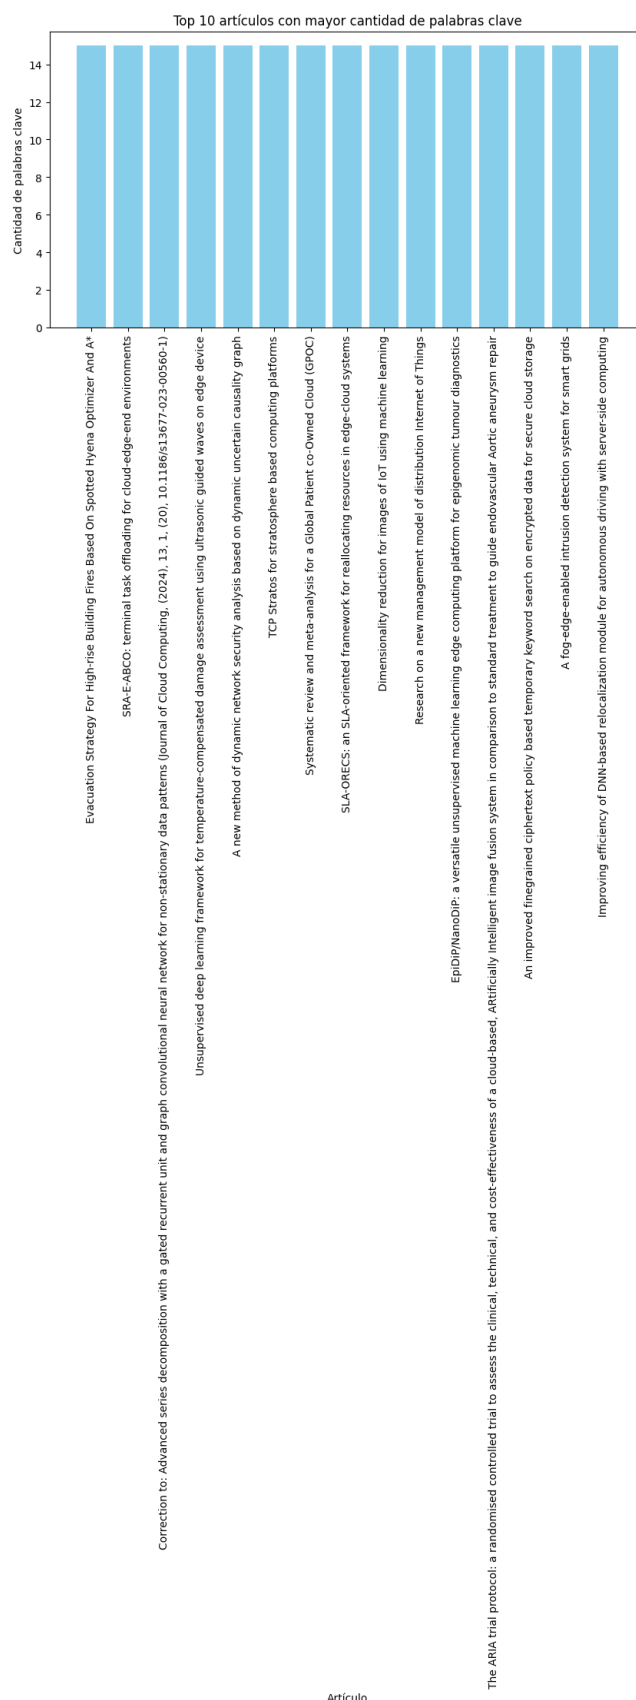 Top 10 artículos con mayor cantidad de palabras clave
Cantidad de palabras clave
14
12
10
8
6
4
2
0
Evacuation Strategy For High-rise Building Fires Based On Spotted Hyena Optimizer And A*
SRA-E-ABCO: terminal task offloading for cloud-edge-end environments
Correction to: Advanced series decomposition with a gated recurrent unit and graph convolutional neural network for non-stationary data patterns (Journal of Cloud Computing, (2024), 13, 1, (20), 10.1186/s13677-023-00560-1)
Unsupervised deep learning framework for temperature-compensated damage assessment using ultrasonic guided waves on edge device
A new method of dynamic network security analysis based on dynamic uncertain causality graph
TCP Stratos for stratosphere based computing platforms
Systematic review and meta-analysis for a Global Patient co-Owned Cloud (GPOC)
SLA-ORECS: an SLA-oriented framework for reallocating resources in edge-cloud systems
Dimensionality reduction for images of IoT using machine learning
Research on a new management model of distribution Internet of Things
EpiDiP/NanoDiP: a versatile unsupervised machine learning edge computing platform for epigenomic tumour diagnostics
The ARIA trial protocol: a randomised controlled trial to assess the clinical, technical, and cost-effectiveness of a cloud-based, ARtificially Intelligent image fusion system in comparison to standard treatment to guide endovascular Aortic aneurysm repair
An improved finegrained ciphertext policy based temporary keyword search on encrypted data for secure cloud storage
A fog-edge-enabled intrusion detection system for smart grids
Improving efficiency of DNN-based relocalization module for autonomous driving with server-side computing
Artículo